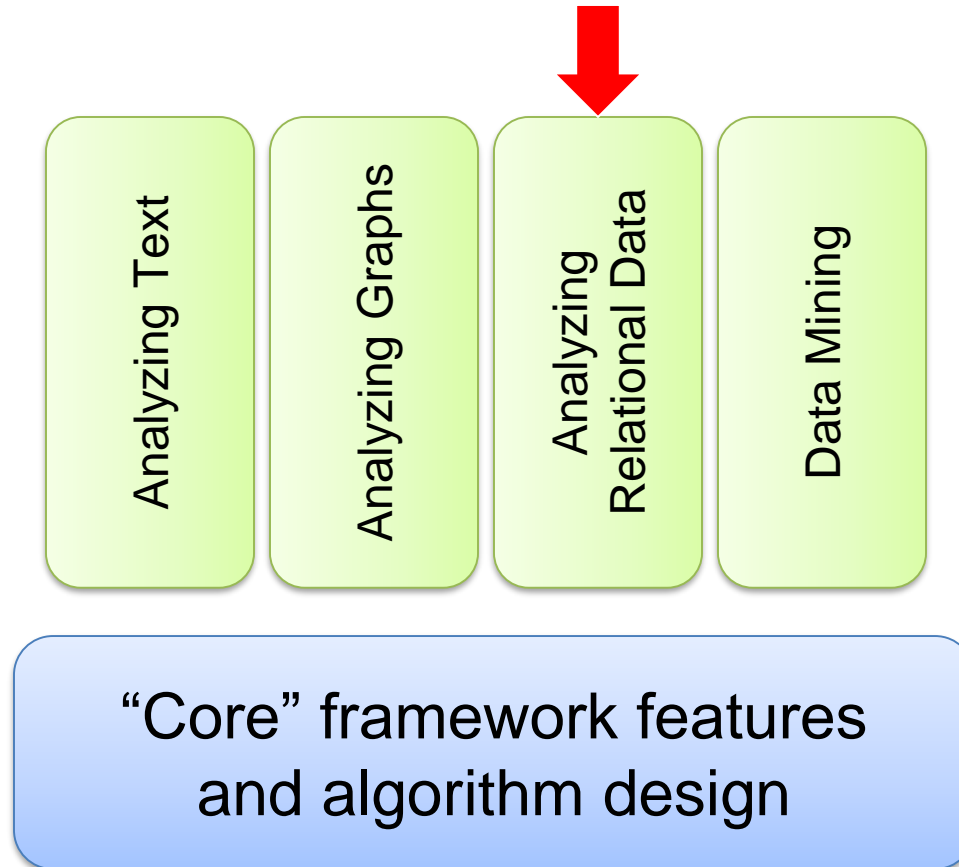 Analyzing Text
Analyzing Graphs
Analyzing
Relational Data
Data Mining
“Core” framework features
and algorithm design